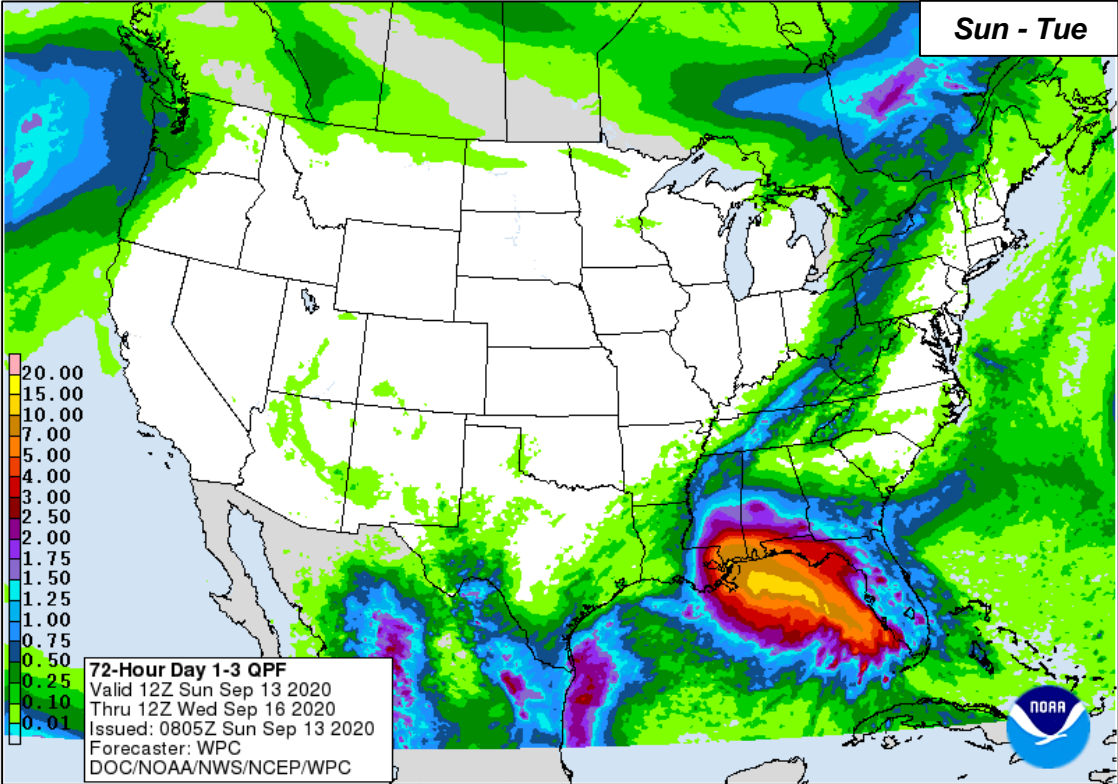 Sun - Tue
20.00
15.00
10.00
7.00
5.00
4.00
3.00
2.50
2.00
1.75
1.50
1.25
1.00
0.75
0.50
0.25
0.10
0.01
72-Hour Day 1-3 QPF
Valid 12Z Sun Sep 13 2020
Thru 12Z Wed Sep 16 2020
Issued: 0805Z Sun Sep 13 2020
Forecaster: WPC
DOC/NOAA/NWS/NCEP/WPC
NOAA